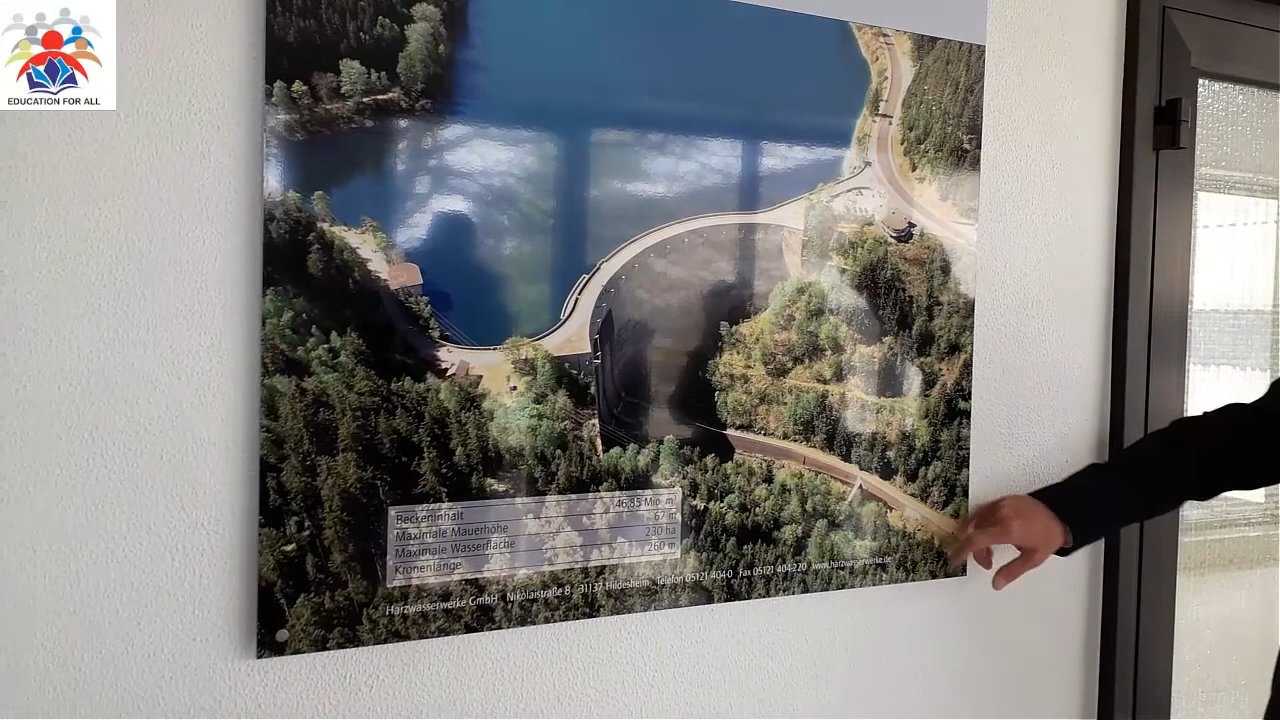 EDUCATION FOR ALL
Beckeninhalt 46,85 Mio. m³
Maximale Mauerhöhe 67 m
Maximale Wasserfläche 230 ha
Kronenlänge 260 m
Harzwasserwerke GmbH Nikolaistraße 8 31137 Hildesheim Telefon 05121 404-0 Fax 05121 404-220 www.harzwasserwerke.de